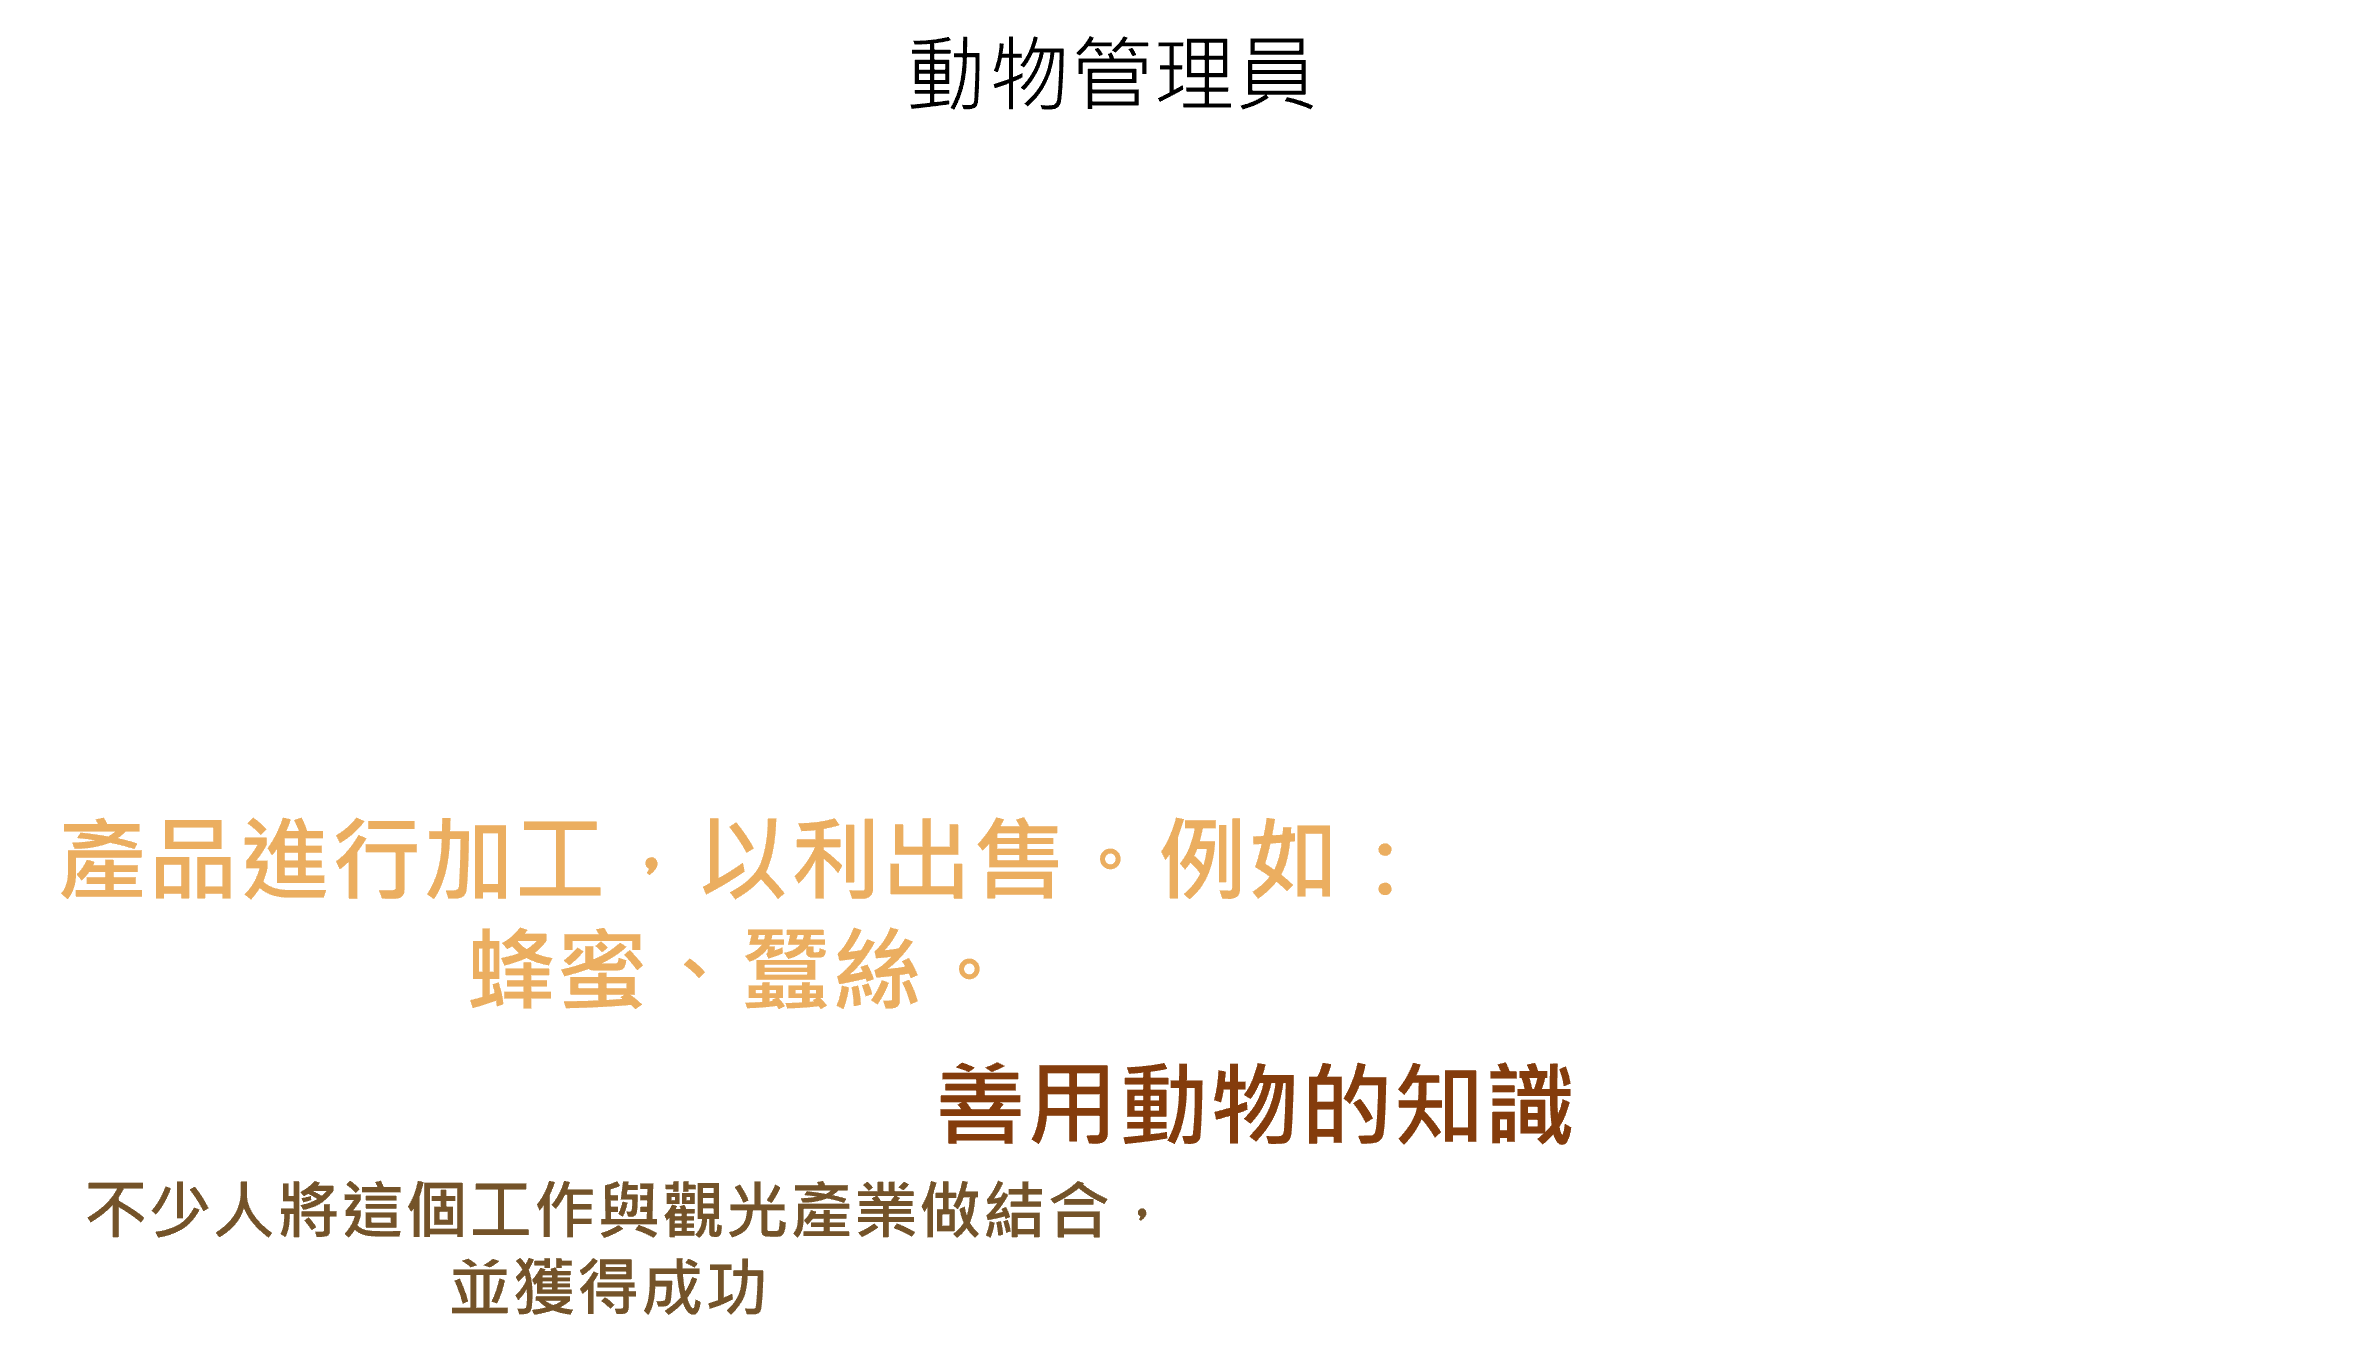 動物管理員
產品進行加工，以利出售。例如：
蜂蜜、蠶絲。
善用動物的知識
不少人將這個工作與觀光產業做結合，
並獲得成功